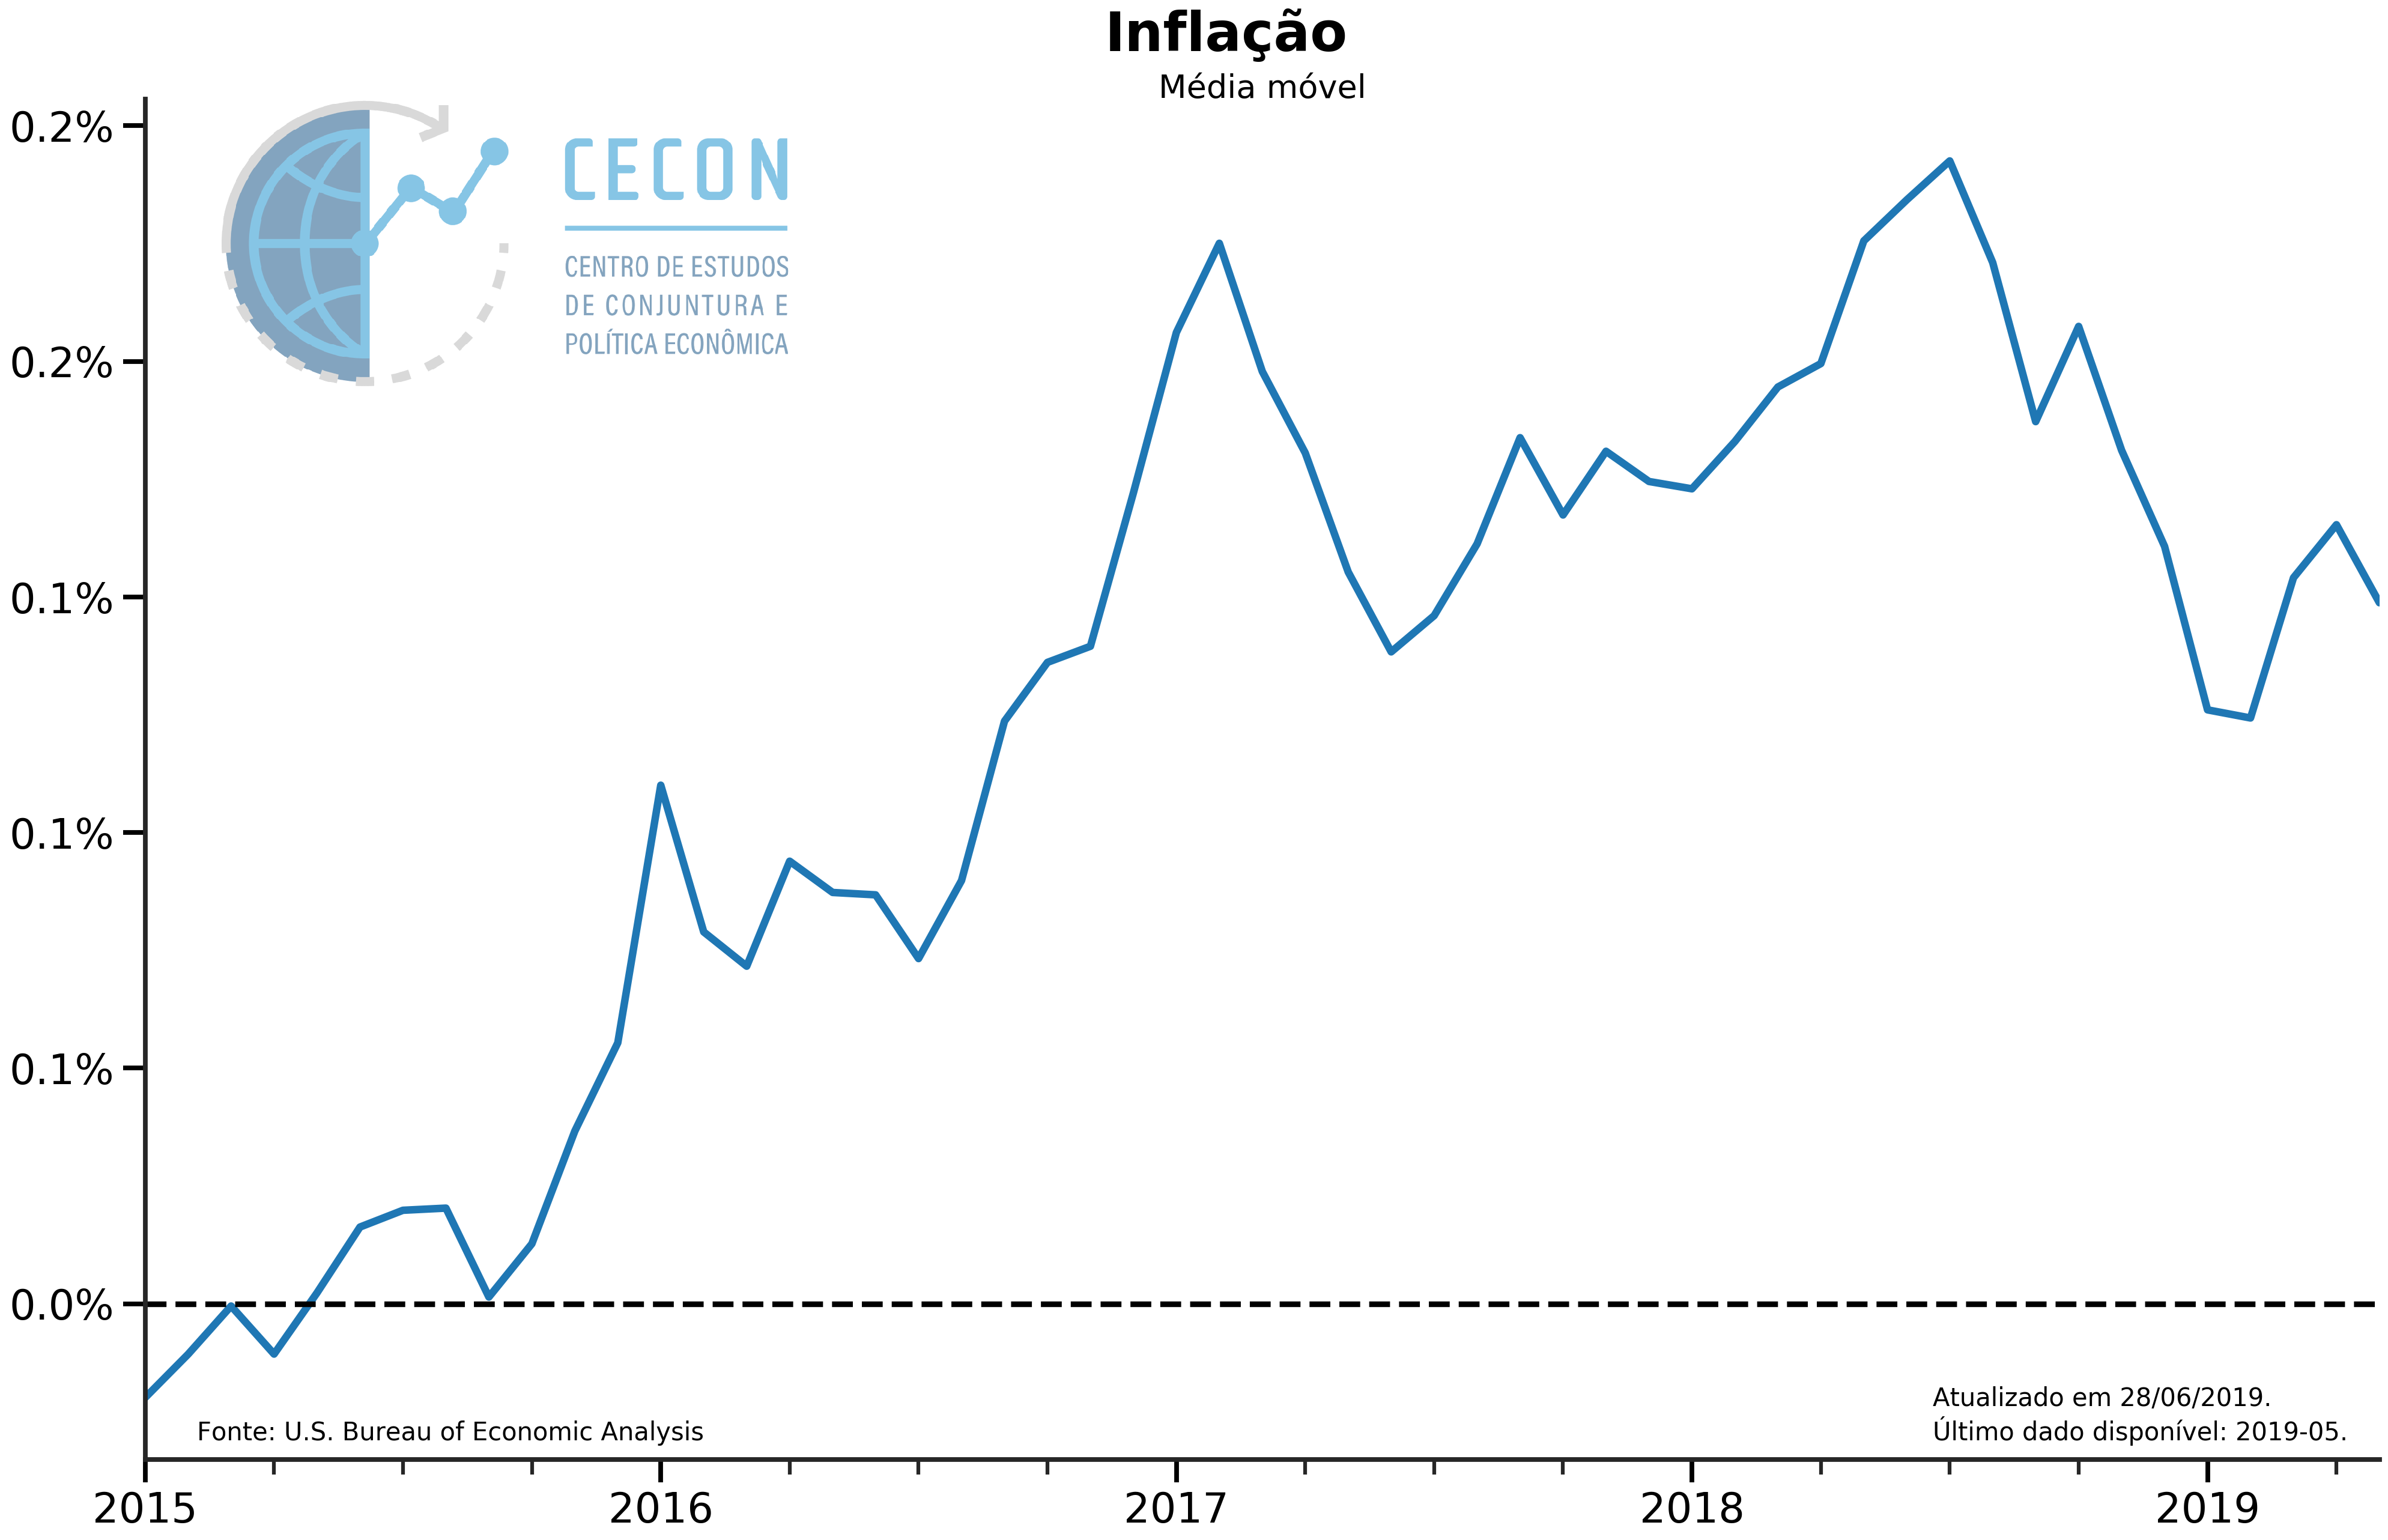 Inflação
Média móvel
0.2%
CECON
CENTRO DE ESTUDOS
DE CONJUNTURA E
POLÍTICA ECONÔMICA
0.2%
0.1%
0.1%
0.1%
0.0%
Atualizado em 28/06/2019.
Fonte: U.S. Bureau of Economic Analysis
Último dado disponível: 2019-05.
2015 2016 2017 2018 2019